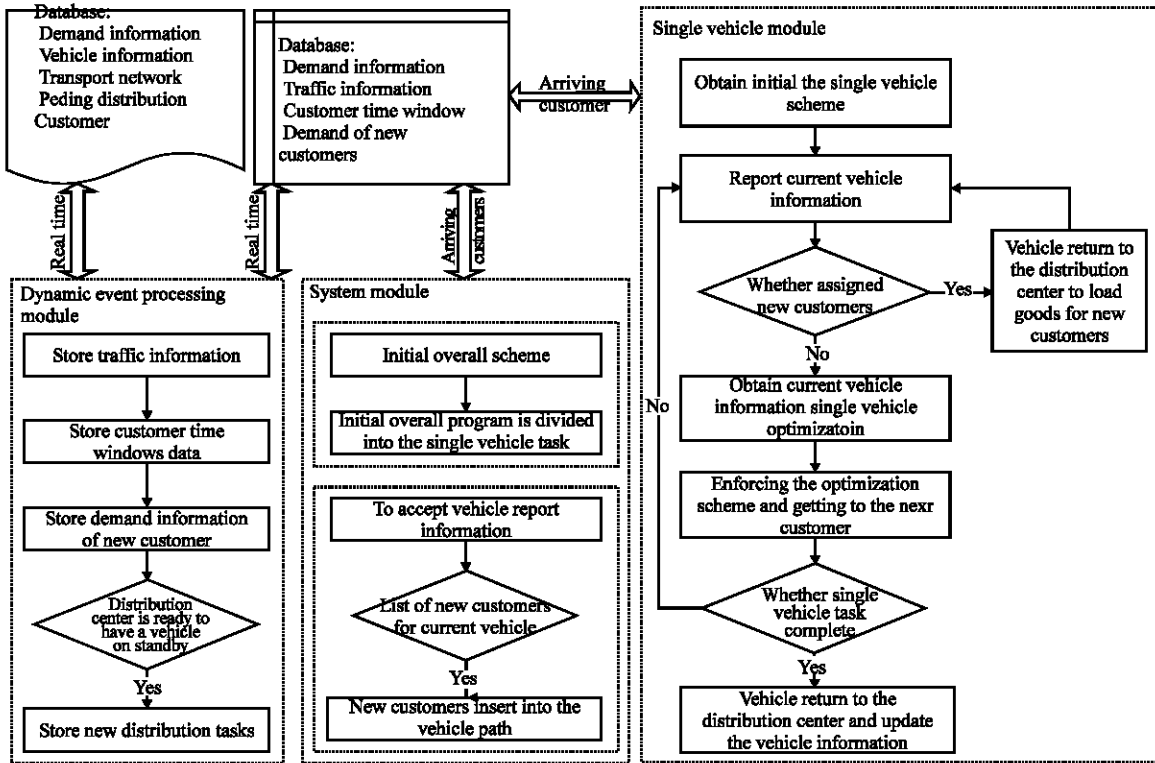 Database:
Demand information
Vehicle information
Transport network
Peding distribution
Customer
Database:
Demand information
Traffic information
Customer time window
Demand of new
customers
Arriving
customer
Real time
Real time
Arriving
customers
Dynamic event processing
module
Store traffic information
Store customer time
windows data
Store demand information
of new customer
Distribution
center is ready to
have a vehicle
on standby
Yes
Store new distribution tasks
System module
Initial overall scheme
Initial overall program is divided
into the single vehicle task
To accept vehicle report
information
List of new customers
for current vehicle
Yes
New customers insert into the
vehicle path
Single vehicle module
Obtain initial the single vehicle
scheme
Report current vehicle
information
Whether assigned
new customers
Yes
Vehicle return to
the distribution
center to load
goods for new
customers
No
Obtain current vehicle
information single vehicle
optimizatoin
No
Enforcing the optimization
scheme and getting to the nexr
customer
Whether single
vehicle task
complete
Yes
Vehicle return to the
distribution center and update
the vehicle information